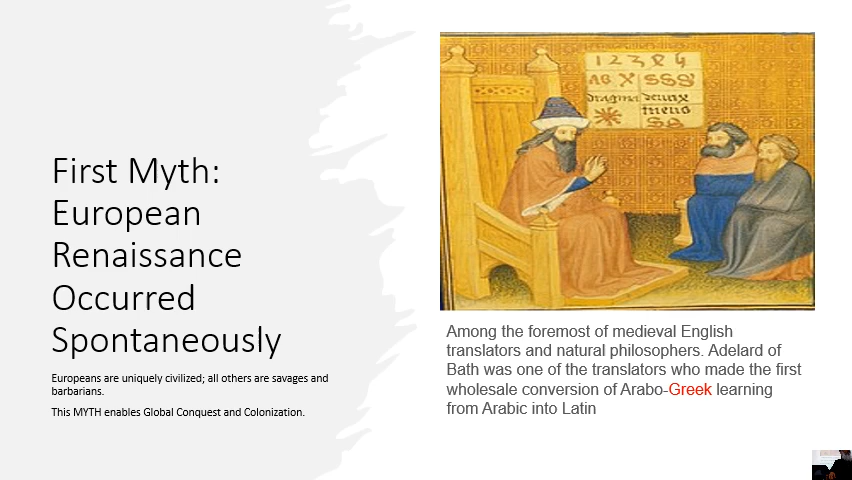 First Myth:
European
Renaissance
Occurred
Spontaneously
Europeans are uniquely civilized; all others are savages and
barbarians.
This MYTH enables Global Conquest and Colonization.
Among the foremost of medieval English
translators and natural philosophers. Adelard of
Bath was one of the translators who made the first
wholesale conversion of Arabo-Greek learning
from Arabic into Latin